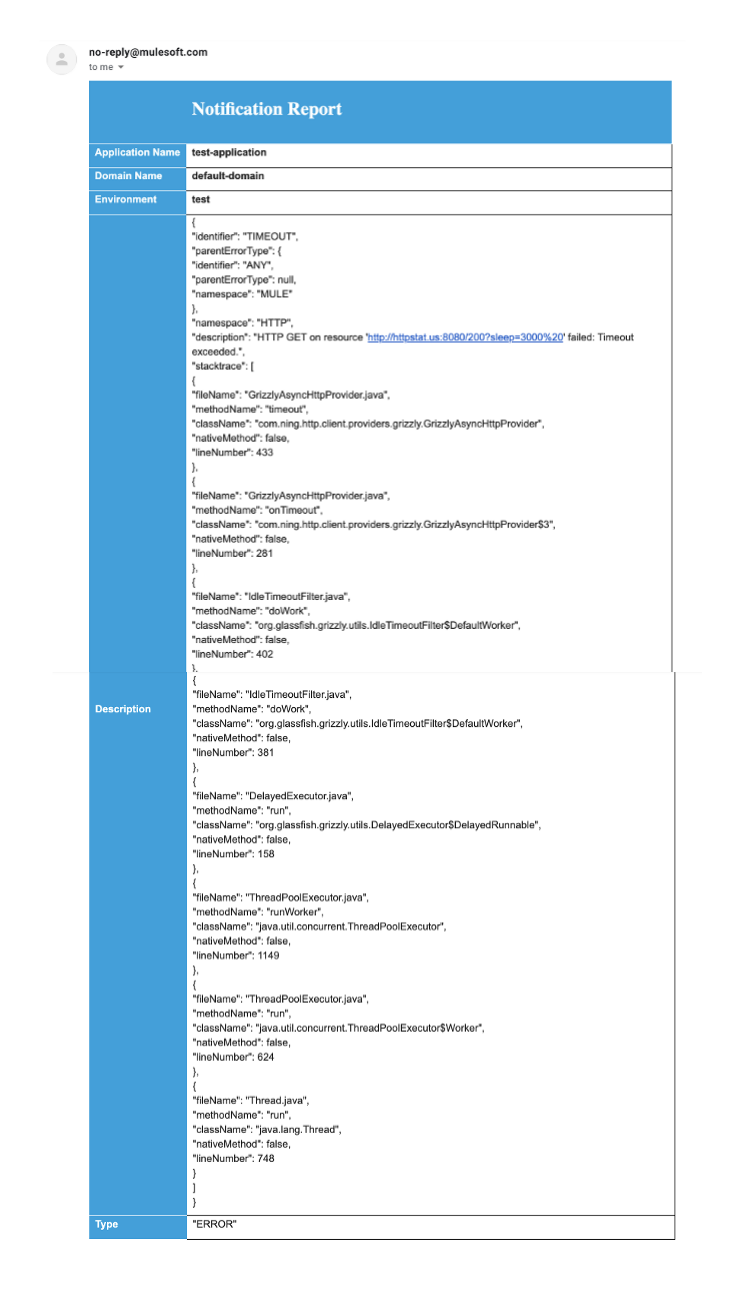 no-reply@mulesoft.com
to me
Notification Report
Application Name test-application
Domain Name default-domain
Environment test
{
"identifier": "TIMEOUT",
"parentErrorType": {
"identifier": "ANY",
"parentErrorType": null,
"namespace": "MULE"
},
"namespace": "HTTP",
"description": "HTTP GET on resource 'http://httpstat.us:8080/200?sleep=3000%20' failed: Timeout
exceeded.",
"stacktrace": [
{
"fileName": "GrizzlyAsyncHttpProvider.java",
"methodName": "timeout",
"className": "com.ning.http.client.providers.grizzly.GrizzlyAsyncHttpProvider",
"nativeMethod": false,
"lineNumber": 433
},
{
"fileName": "GrizzlyAsyncHttpProvider.java",
"methodName": "onTimeout",
"className": "com.ning.http.client.providers.grizzly.GrizzlyAsyncHttpProvider$3",
"nativeMethod": false,
"lineNumber": 281
},
{
"fileName": "IdleTimeoutFilter.java",
"methodName": "doWork",
"className": "org.glassfish.grizzly.utils.IdleTimeoutFilter$DefaultWorker",
"nativeMethod": false,
"lineNumber": 402
},
{
"fileName": "IdleTimeoutFilter.java",
Description "methodName": "doWork",
"className": "org.glassfish.grizzly.utils.IdleTimeoutFilter$DefaultWorker",
"nativeMethod": false,
"lineNumber": 381
},
{
"fileName": "DelayedExecutor.java",
"methodName": "run",
"className": "org.glassfish.grizzly.utils.DelayedExecutor$DelayedRunnable",
"nativeMethod": false,
"lineNumber": 158
},
{
"fileName": "ThreadPoolExecutor.java",
"methodName": "runWorker",
"className": "java.util.concurrent.ThreadPoolExecutor",
"nativeMethod": false,
"lineNumber": 1149
},
{
"fileName": "ThreadPoolExecutor.java",
"methodName": "run",
"className": "java.util.concurrent.ThreadPoolExecutor$Worker",
"nativeMethod": false,
"lineNumber": 624
},
{
"fileName": "Thread.java",
"methodName": "run",
"className": "java.lang.Thread",
"nativeMethod": false,
"lineNumber": 748
}
]
}
Type "ERROR"